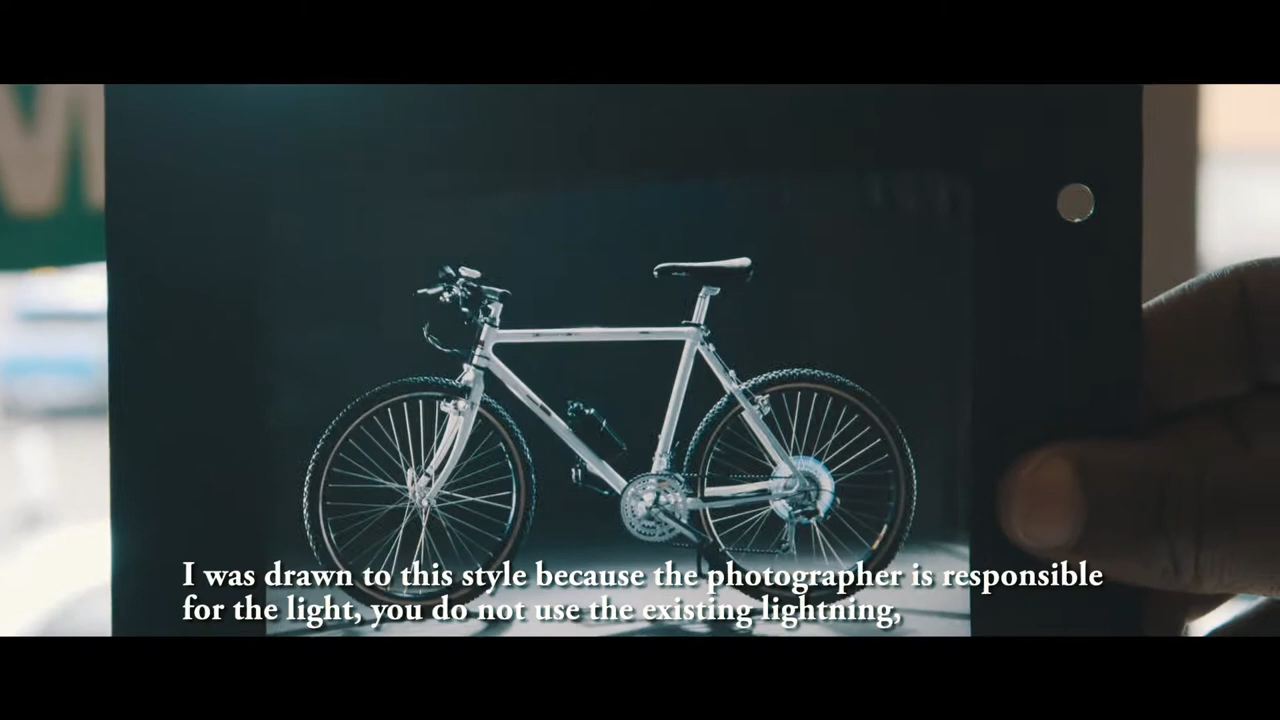 I was drawn to this style because the photographer is responsible
for the light, you do not use the existing lightning,